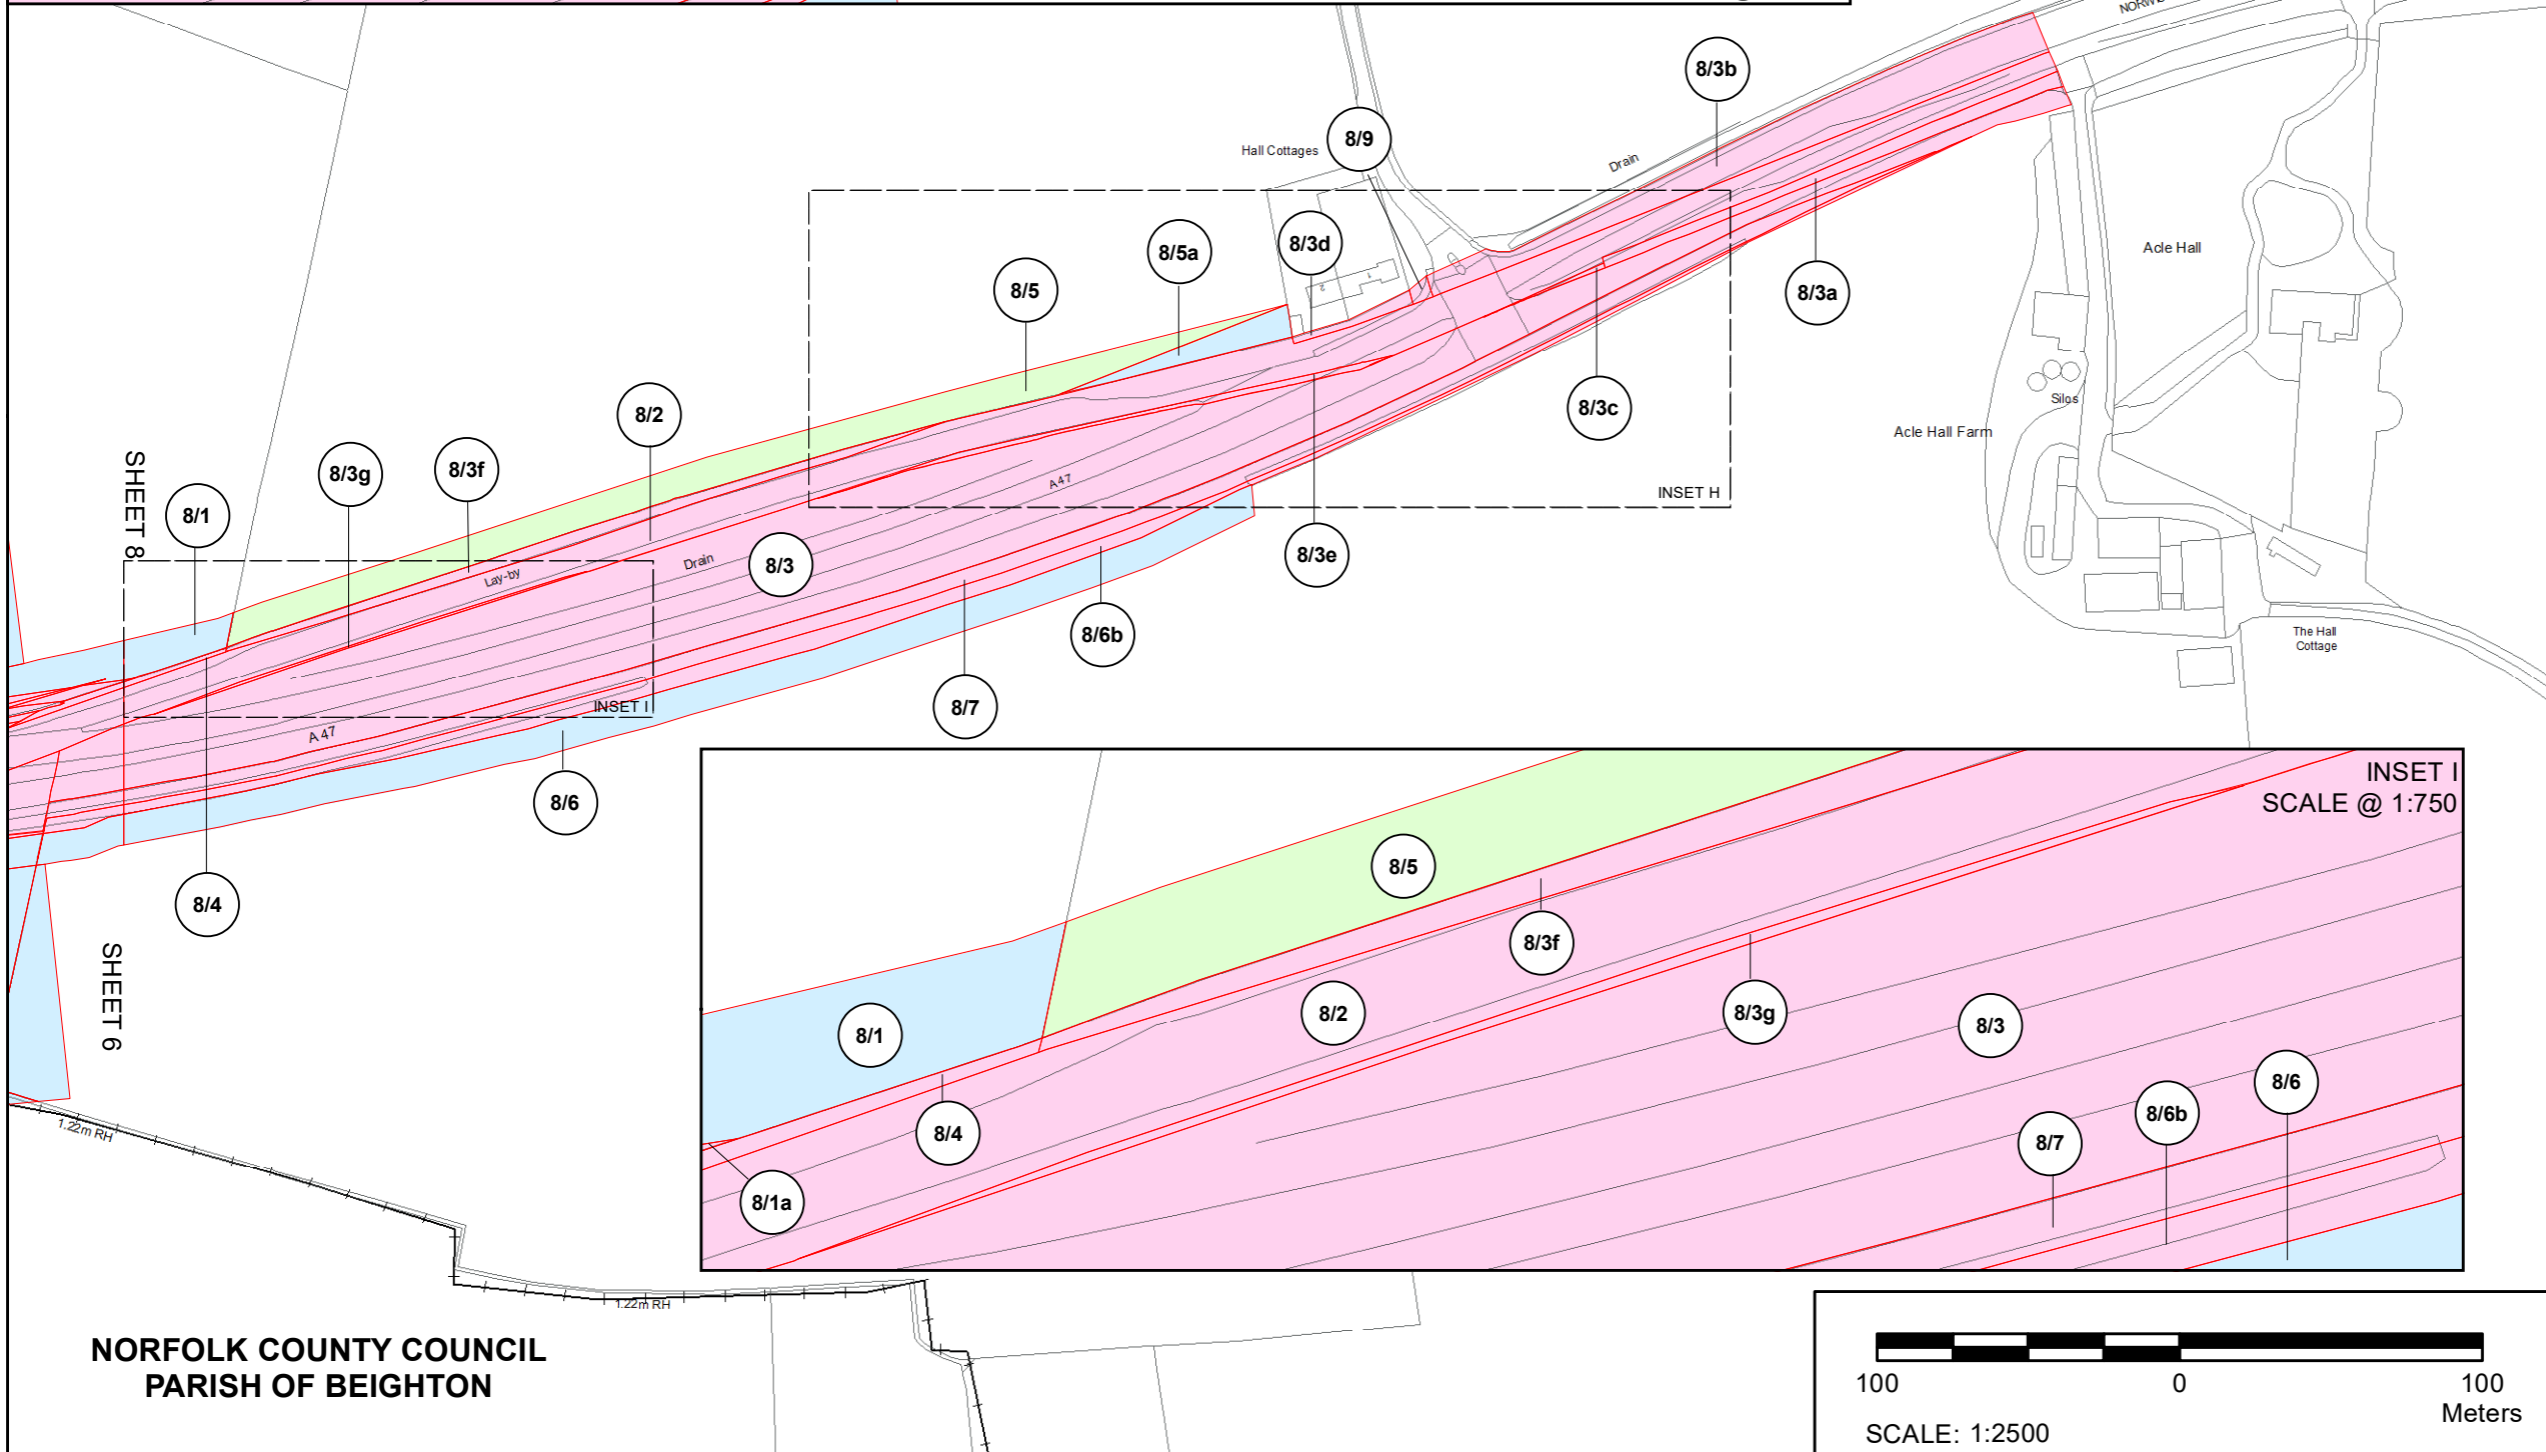 NORWI
8/3b
8/9
Hall Cottages
Drain
8/3d
8/5a
8/5
1
2
8/3a
Acle Hall
8/3c
INSET H
Silos
Acle Hall Farm
8/2
8/3f
8/3g
8/1
SHEET 8
A47
8/3e
Lay-by
Drain
8/3
8/6b
8/7
The Hall
Cottage
INSET I
A 47
8/6
8/4
SHEET 6
INSET I
SCALE @ 1:750
8/5
8/3f
8/2
8/3g
8/3
8/1
8/4
8/1a
8/7
8/6b
8/6
1.22m RH
1.22m RH
NORFOLK COUNTY COUNCIL
PARISH OF BEIGHTON
100 0 100
Meters
SCALE: 1:2500